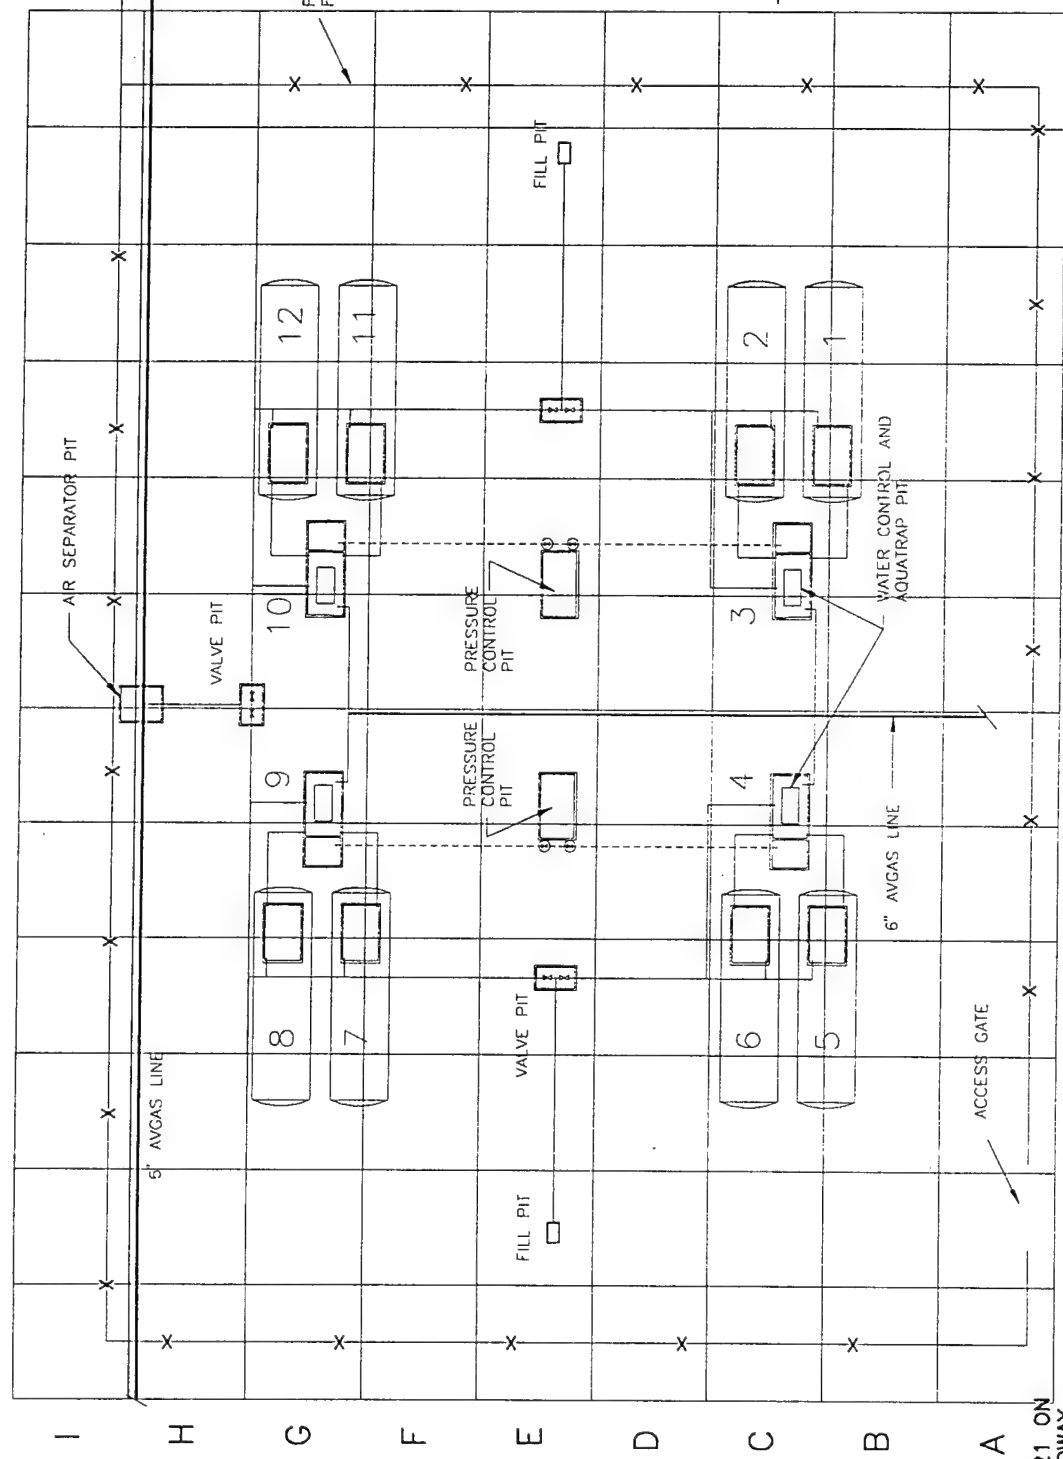 AIR SEPARATOR PIT
VALVE PIT
FILL PIT
12
11
2
1
10
3
9
4
PRESSURE
CONTROL
PIT
PRESSURE
CONTROL
PIT
WATER CONTROL AND
AQUATRAP PIT
6" AVGAS LINE
8
7
6
5
VALVE PIT
5" AVGAS LINE
FILL PIT
ACCESS GATE
I
H
G
F
E
D
C
B
A
21 ON